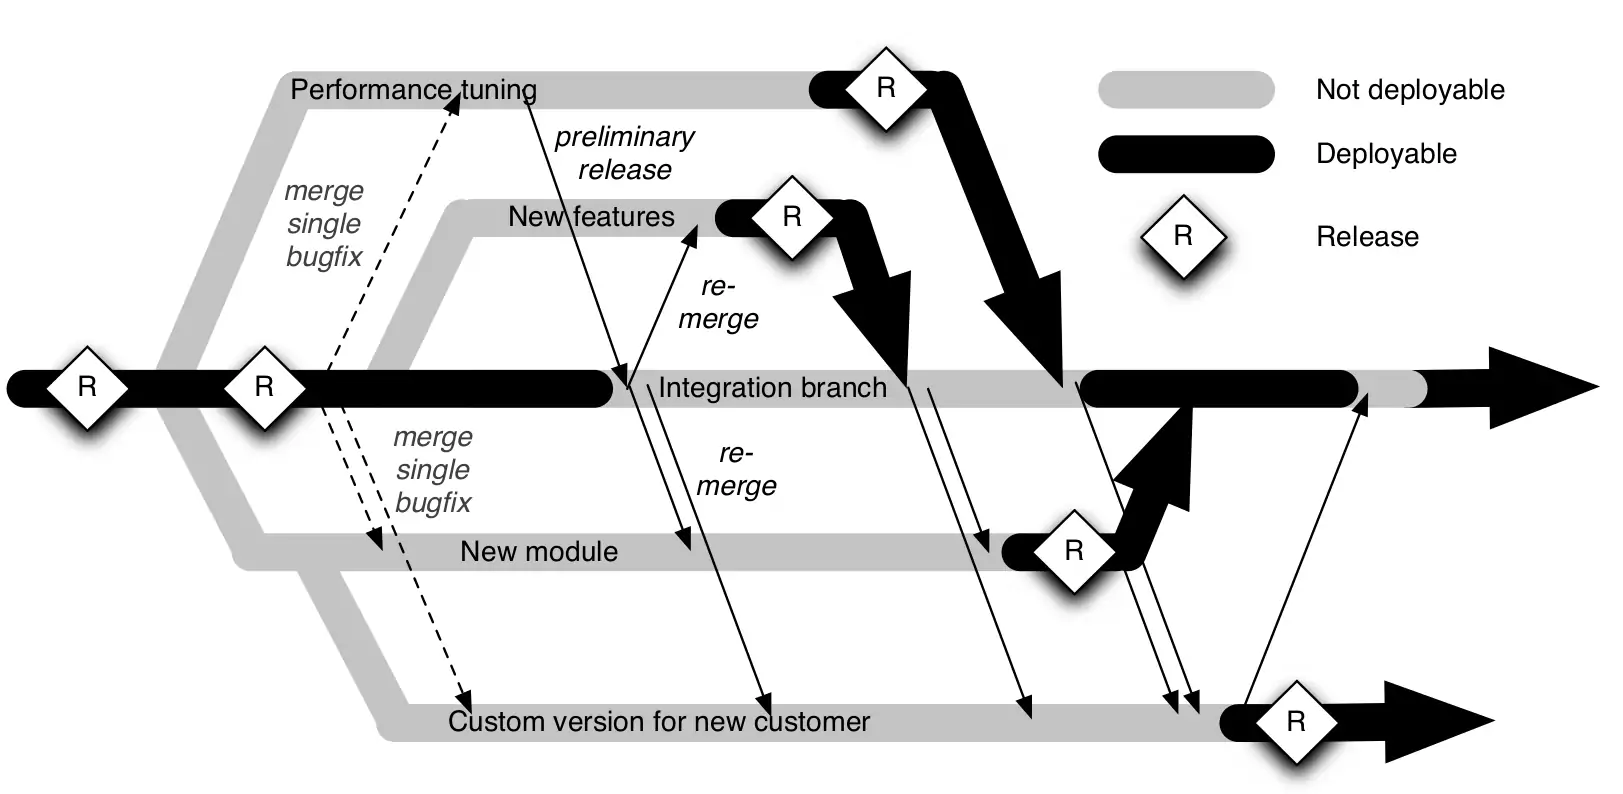 Performance tuning
R
Not deployable
preliminary
release
Deployable
merge
single
bugfix
New features
R
R
Release
re-
merge
R
R
Integration branch
merge
single
bugfix
re-
merge
New module
R
Custom version for new customer
R